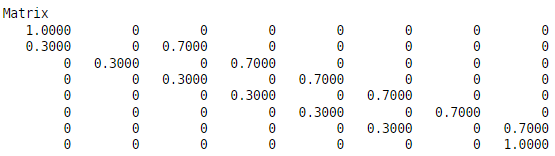 Matrix
1.0000 0 0 0 0 0 0 0
0.3000 0 0.7000 0 0 0 0 0
0 0.3000 0 0.7000 0 0 0 0
0 0 0.3000 0 0.7000 0 0 0
0 0 0 0.3000 0 0.7000 0 0
0 0 0 0 0.3000 0 0.7000 0
0 0 0 0 0 0.3000 0 0.7000
0 0 0 0 0 0 0 1.0000